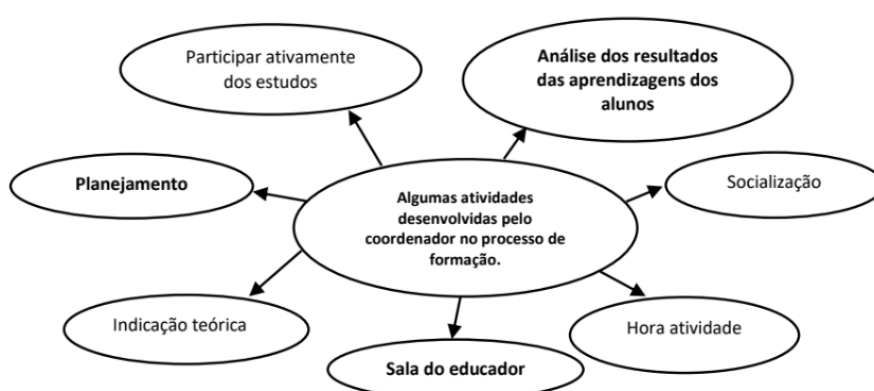 Participar ativamente
dos estudos
Análise dos resultados
das aprendizagens dos
alunos
Planejamento
Algumas atividades
desenvolvidas pelo
coordenador no processo de
formação.
Socialização
Indicação teórica
Hora atividade
Sala do educador